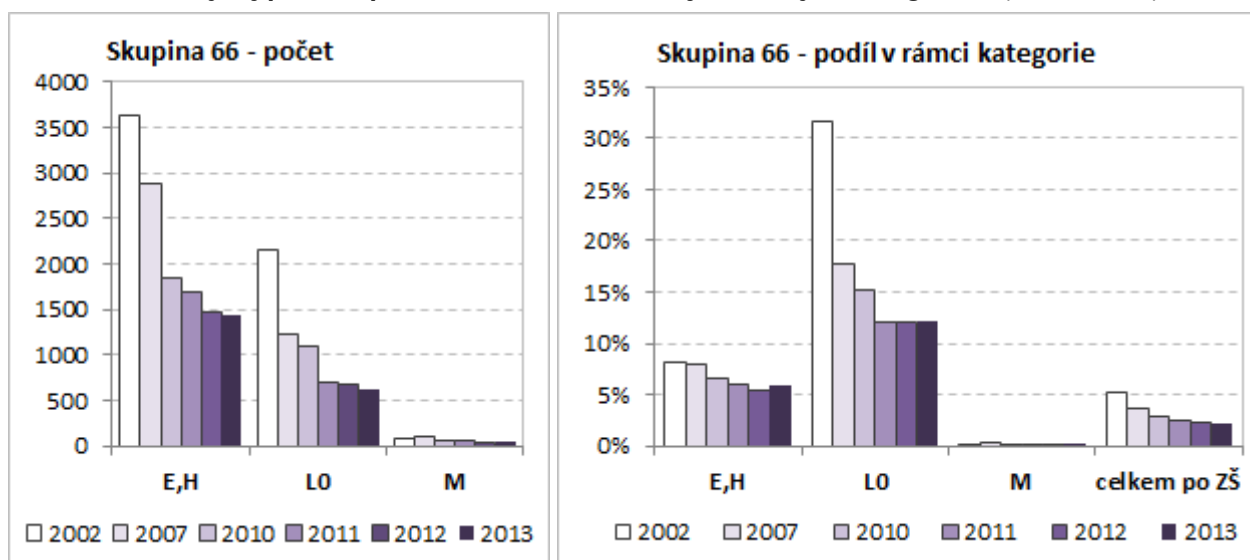 Skupina 66 - počet
4000
3500
3000
2500
2000
1500
1000
500
0
E,H L0 M
2002 2007 2010 2011 2012 2013
Skupina 66 - podíl v rámci kategorie
35%
30%
25%
20%
15%
10%
5%
0%
E,H L0 M celkem po ZŠ
2002 2007 2010 2011 2012 2013